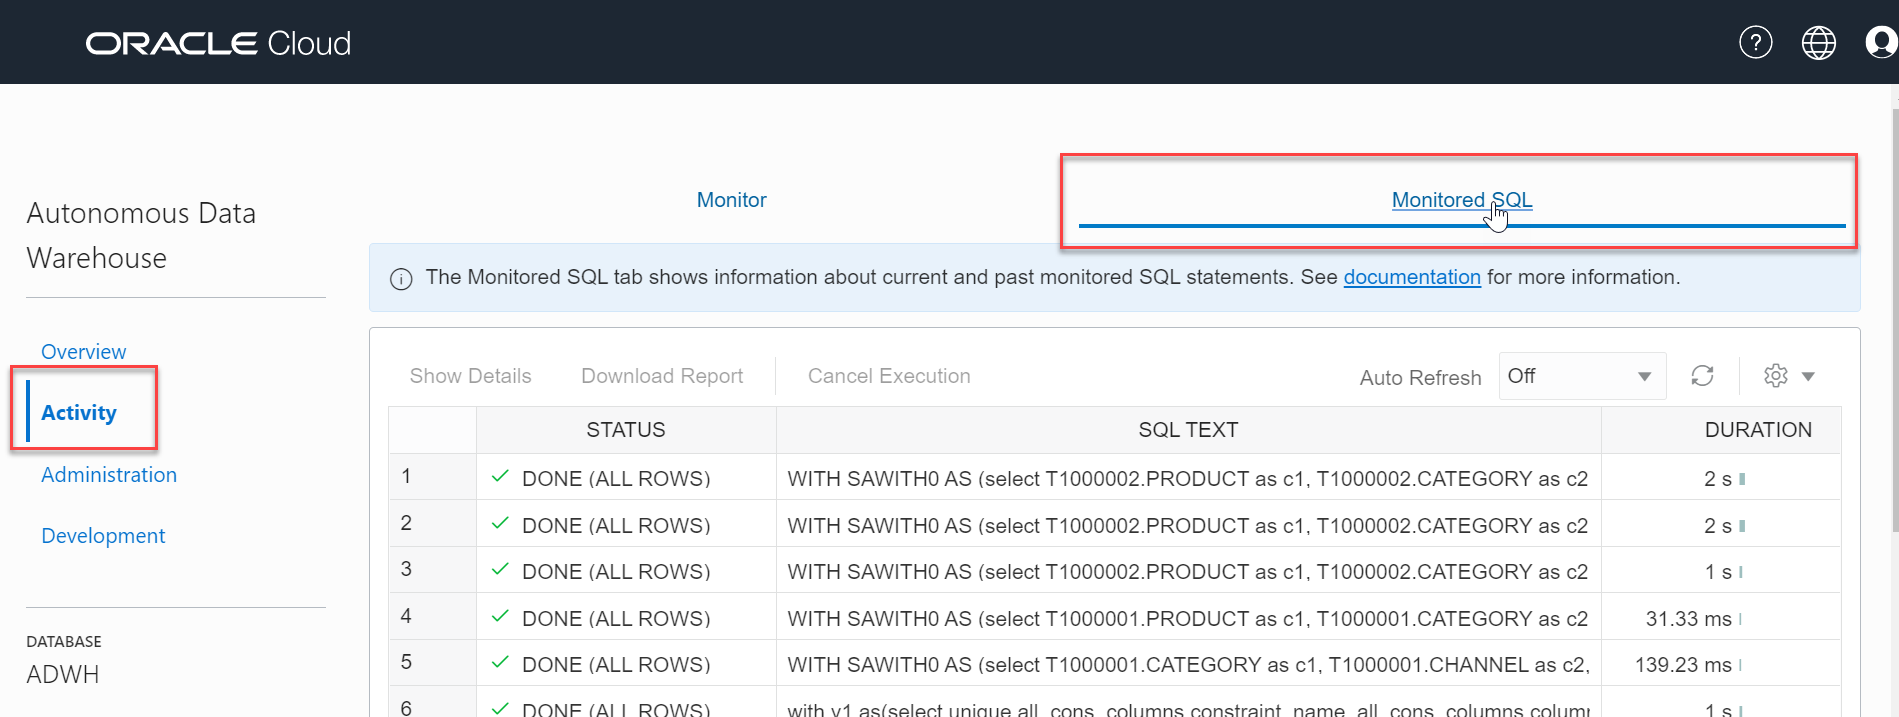 ORACLE Cloud
?
Autonomous Data
Warehouse
Overview
Activity
Administration
Development
DATABASE
ADWH
Monitor
Monitored SQL
The Monitored SQL tab shows information about current and past monitored SQL statements. See documentation for more information.
Show Details Download Report Cancel Execution Auto Refresh Off
STATUS SQL TEXT DURATION
1 DONE (ALL ROWS) WITH SAWITH0 AS (select T1000002.PRODUCT as c1, T1000002.CATEGORY as c2 2 s
2 DONE (ALL ROWS) WITH SAWITH0 AS (select T1000002.PRODUCT as c1, T1000002.CATEGORY as c2 2 s
3 DONE (ALL ROWS) WITH SAWITH0 AS (select T1000002.PRODUCT as c1, T1000002.CATEGORY as c2 1 s
4 DONE (ALL ROWS) WITH SAWITH0 AS (select T1000001.PRODUCT as c1, T1000001.CATEGORY as c2 31.33 ms
5 DONE (ALL ROWS) WITH SAWITH0 AS (select T1000001.CATEGORY as c1, T1000001.CHANNEL as c2, 139.23 ms
6 DONE (ALL ROWS) with v1 as(select unique all_cons_columns.constraint_name, all_cons_columns.colum 1 s